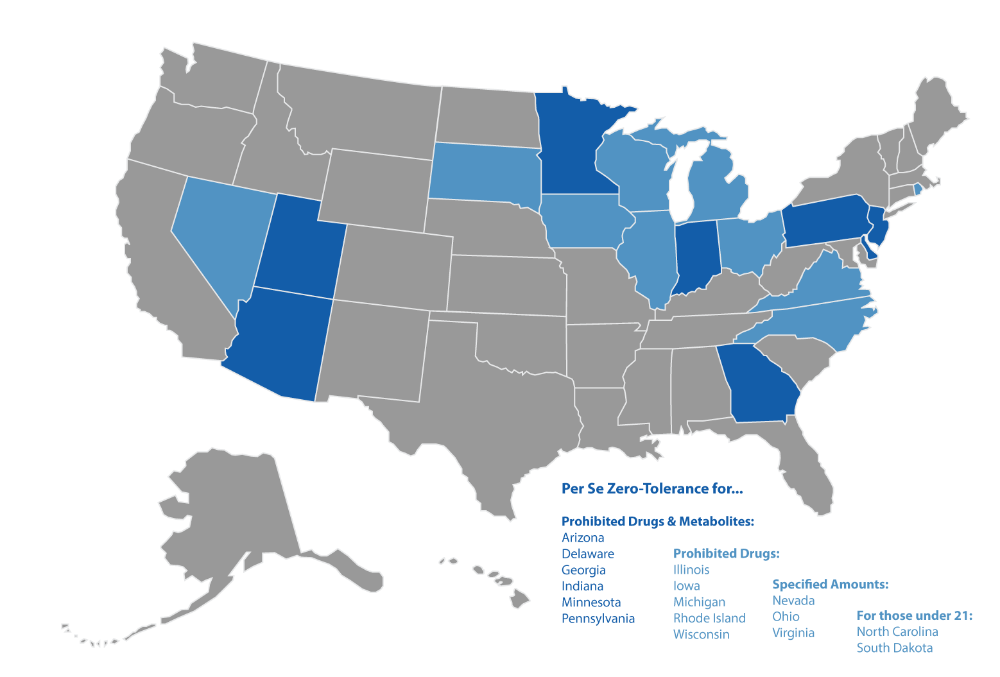 Per Se Zero-Tolerance for...
Prohibited Drugs & Metabolites:
Arizona
Delaware
Georgia
Indiana
Minnesota
Pennsylvania
Prohibited Drugs:
Illinois
Iowa
Michigan
Rhode Island
Wisconsin
Specified Amounts:
Nevada
Ohio
Virginia
For those under 21:
North Carolina
South Dakota